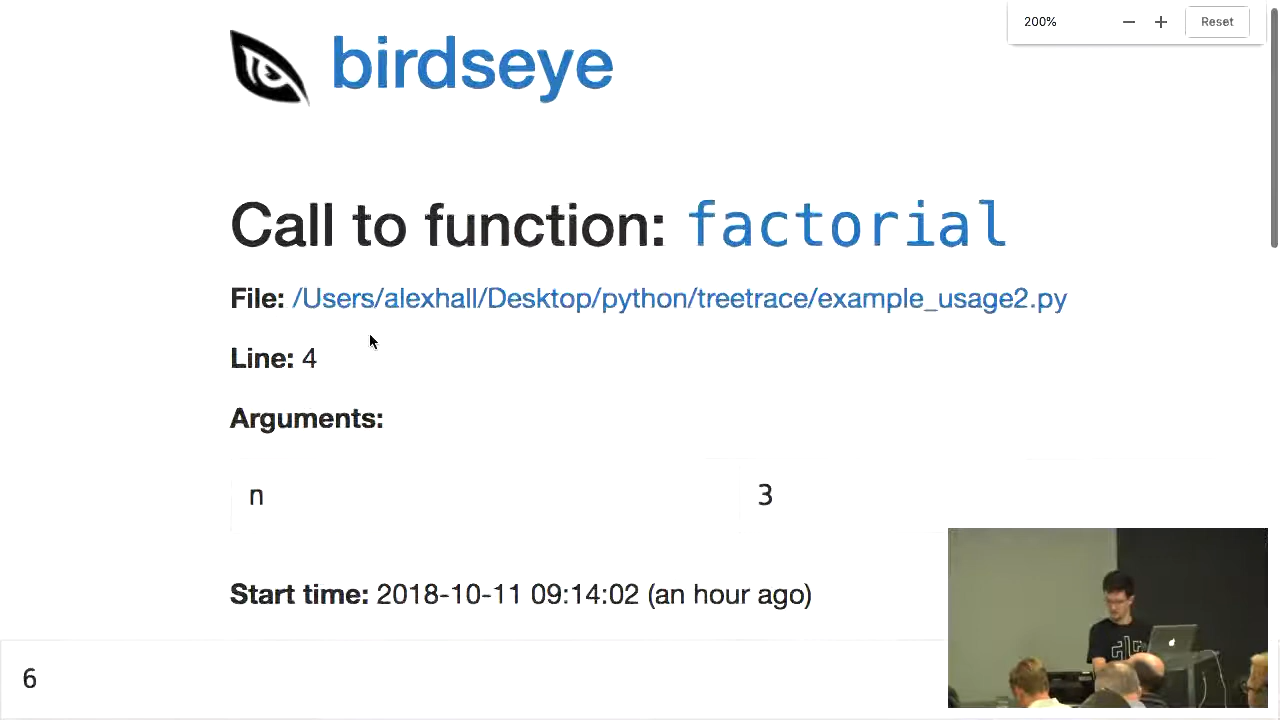 200%
Reset
birdseye
Call to function: factorial
File: /Users/alexhall/Desktop/python/treetrace/example_usage2.py
Line: 4
Arguments:
n 3
Start time: 2018-10-11 09:14:02 (an hour ago)
6